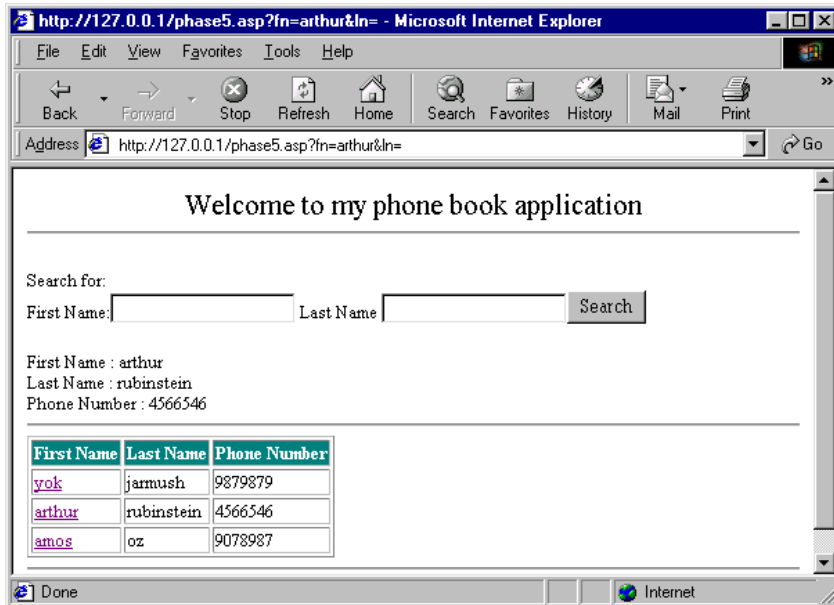 http://127.0.0.1/phase5.asp?fn=arthur&ln= - Microsoft Internet Explorer
File Edit View Favorites Tools Help
Back Forward Stop Refresh Home Search Favorites History Mail Print »
Address http://127.0.0.1/phase5.asp?fn=arthur&ln= Go
Welcome to my phone book application
Search for:
First Name: Last Name Search
First Name : arthur
Last Name : rubinstein
Phone Number : 4566546
First Name Last Name Phone Number
yok jarmush 9879879
arthur rubinstein 4566546
amos oz 9078987
Done Internet